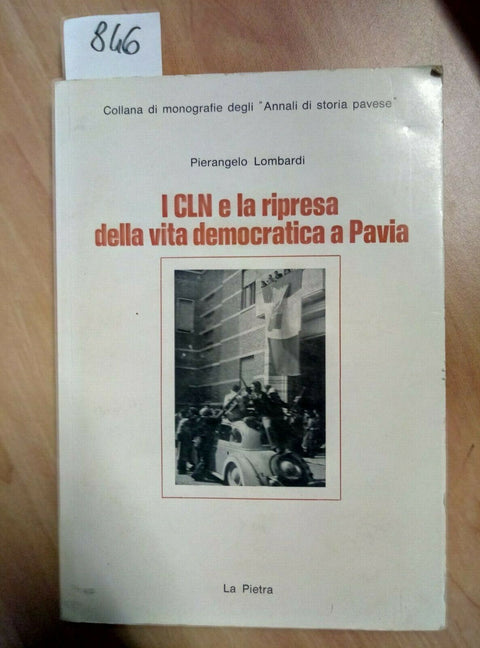 846
Collana di monografie degli "Annali di storia pavese"
Pierangelo Lombardi
I CLN e la ripresa
della vita democratica a Pavia
La Pietra